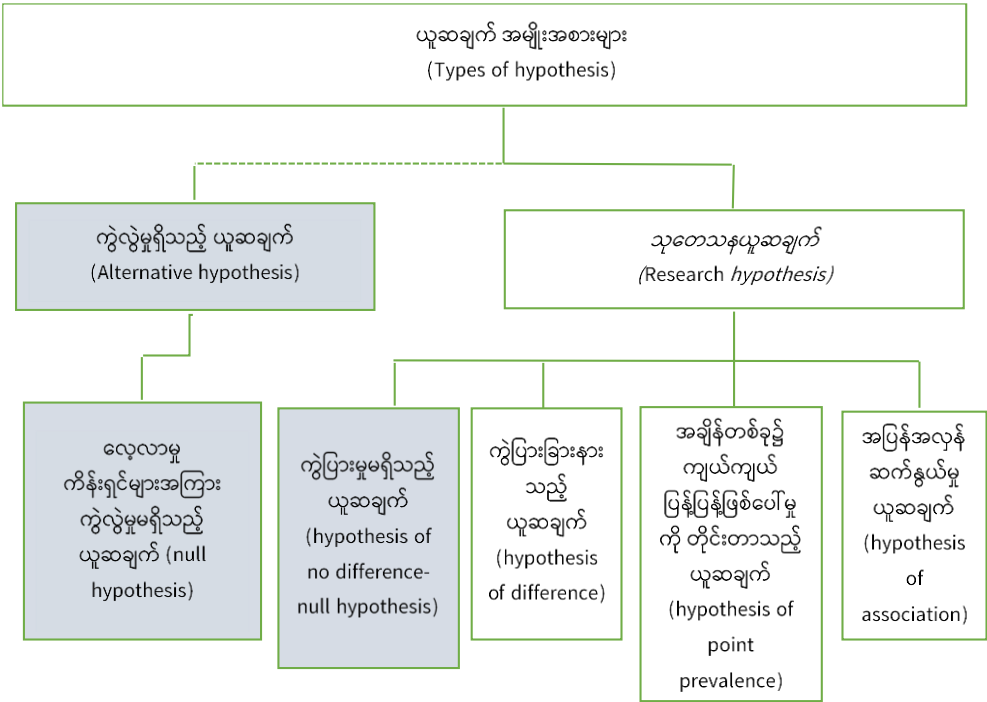 ယူဆချက် အမျိုးအစားများ
(Types of hypothesis)
ကွဲလွဲမှုရှိသည့် ယူဆချက်
(Alternative hypothesis)
သုတေသနယူဆချက်
(Research hypothesis)
လေ့လာမှု
ကိန်းရှင်များအကြား
ကွဲလွဲမှုမရှိသည့်
ယူဆချက် (null
hypothesis)
ကွဲပြားမှုမရှိသည့်
ယူဆချက်
(hypothesis of
no difference-
null hypothesis)
ကွဲပြားခြားနား
သည့်
ယူဆချက်
(hypothesis
of difference)
အချိန်တစ်ခု၌
ကျယ်ကျယ်
ပြန့်ပြန့်ဖြစ်ပေါ်မှု
ကို တိုင်းတာသည့်
ယူဆချက်
(hypothesis of
point
prevalence)
အပြန်အလှန်
ဆက်နွယ်မှု
ယူဆချက်
(hypothesis
of
association)